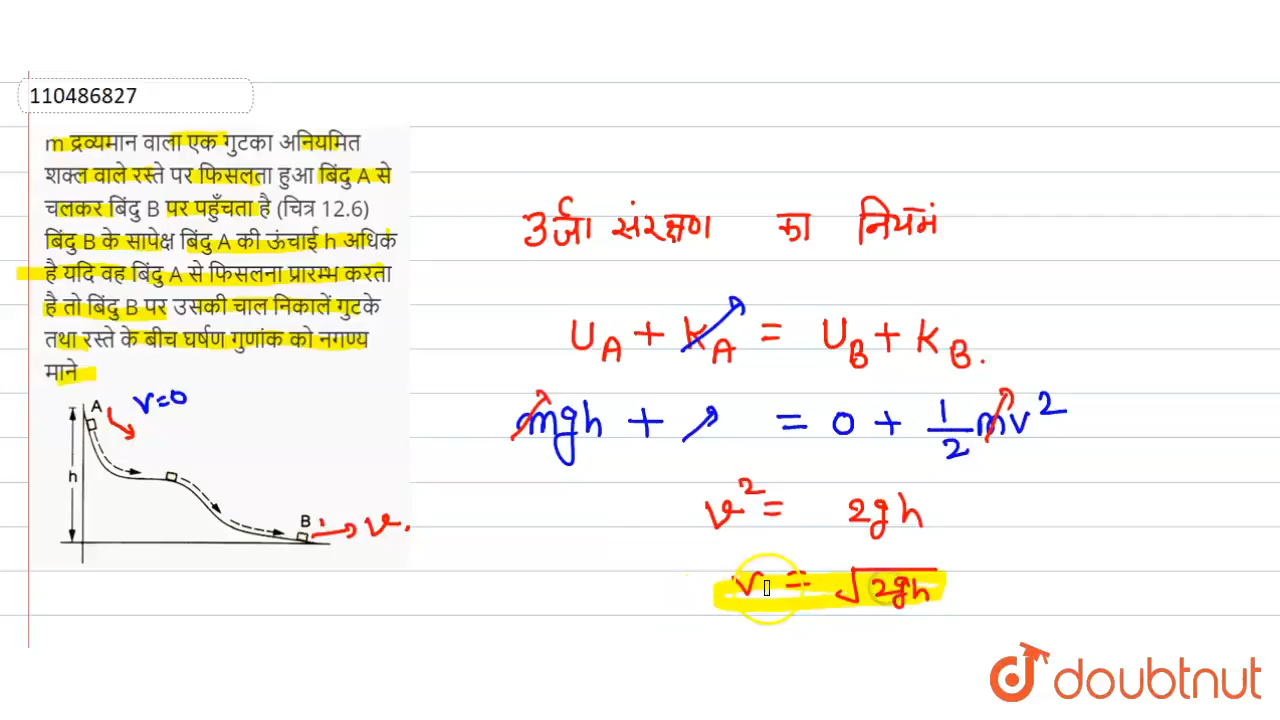 110486827
m द्रव्यमान वाला एक गुटका अनियमित
शक्ल वाले रस्ते पर फिसलता हुआ बिंदु A से
चलकर बिंदु B पर पहुँचता है (चित्र 12.6)
बिंदु B के सापेक्ष बिंदु A की ऊंचाई h अधिक
है यदि वह बिंदु A से फिसलना प्रारम्भ करता
है तो बिंदु B पर उसकी चाल निकालें गुटके
तथा रस्ते के बीच घर्षण गुणांक को नगण्य
माने
A v=0
h
B v.
उर्जा संरक्षण का नियम
U_A + K_A = U_B + K_B.
mgh + = 0 + 1/2 mv²
v² = 2gh
v = √2gh
doubtnut